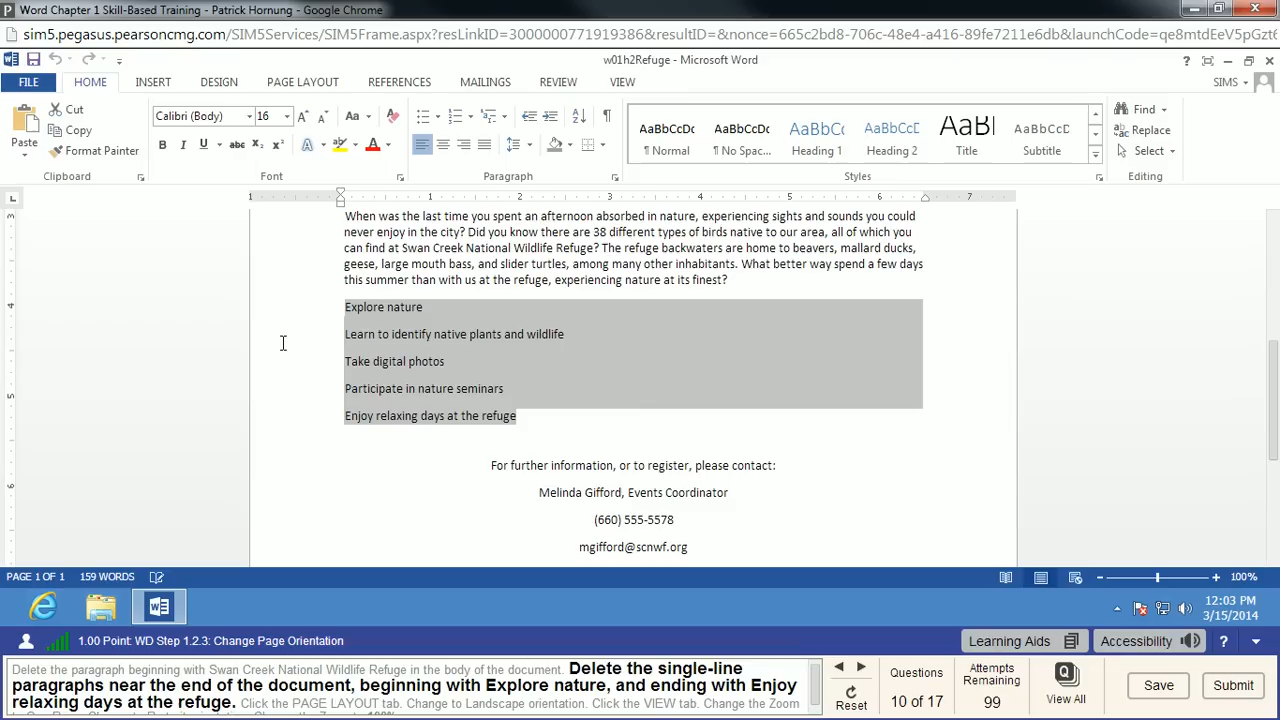 Word Chapter 1 Skill-Based Training - Patrick Hornung - Google Chrome
sim5.pegasus.pearsoncmg.com/SIM5Services/SIM5Frame.aspx?resLinkID=3000000771919386&resultID=&nonce=665c2bd8-706c-48e4-a416-89fe7211e6db&launchCode=qe8mtdEeV5pGzt6
w01h2Refuge - Microsoft Word
FILE HOME INSERT DESIGN PAGE LAYOUT REFERENCES MAILINGS REVIEW VIEW SIMS
Cut
Copy
Format Painter
Paste
Clipboard
Calibri (Body) 16
Font
Paragraph
AaBbCcDc AaBbCcDc AaBbC AaBbCcD AaBl AaBbCcD
¶ Normal ¶ No Spac... Heading 1 Heading 2 Title Subtitle
Styles
Find
Replace
Select
Editing
1 1 2 3 4 5 6 7
When was the last time you spent an afternoon absorbed in nature, experiencing sights and sounds you could
never enjoy in the city? Did you know there are 38 different types of birds native to our area, all of which you
can find at Swan Creek National Wildlife Refuge? The refuge backwaters are home to beavers, mallard ducks,
geese, large mouth bass, and slider turtles, among many other inhabitants. What better way spend a few days
this summer than with us at the refuge, experiencing nature at its finest?
Explore nature
Learn to identify native plants and wildlife
Take digital photos
Participate in nature seminars
Enjoy relaxing days at the refuge
For further information, or to register, please contact:
Melinda Gifford, Events Coordinator
(660) 555-5578
mgifford@scnwf.org
PAGE 1 OF 1 159 WORDS 100%
12:03 PM
3/15/2014
1.00 Point: WD Step 1.2.3: Change Page Orientation
Learning Aids Accessibility ?
Delete the paragraph beginning with Swan Creek National Wildlife Refuge in the body of the document. Delete the single-line
paragraphs near the end of the document, beginning with Explore nature, and ending with Enjoy
relaxing days at the refuge. Click the PAGE LAYOUT tab. Change to Landscape orientation. Click the VIEW tab. Change the Zoom
Reset
Questions
10 of 17
Attempts
Remaining
99
View All
Save
Submit